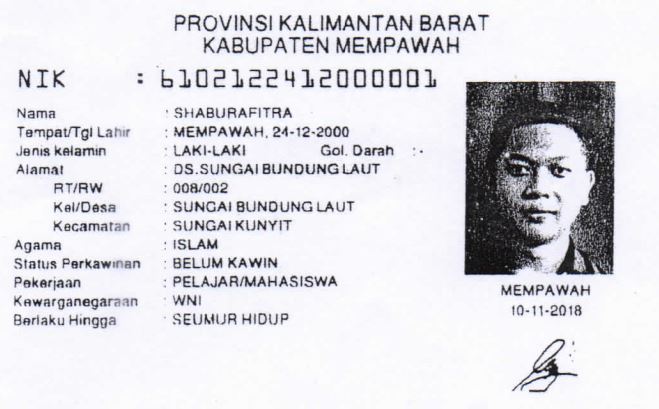 PROVINSI KALIMANTAN BARAT
KABUPATEN MEMPAWAH
NIK : 6102122412000001
Nama : SHABURAFITRA
Tempat/Tgl Lahir : MEMPAWAH, 24-12-2000
Jenis kelamin : LAKI-LAKI Gol. Darah : -
Alamat : DS.SUNGAI BUNDUNG LAUT
RT/RW : 008/002
Kel/Desa : SUNGAI BUNDUNG LAUT
Kecamatan : SUNGAI KUNYIT
Agama : ISLAM
Status Perkawinan : BELUM KAWIN
Pekerjaan : PELAJAR/MAHASISWA
Kewarganegaraan : WNI
Berlaku Hingga : SEUMUR HIDUP
MEMPAWAH
10-11-2018